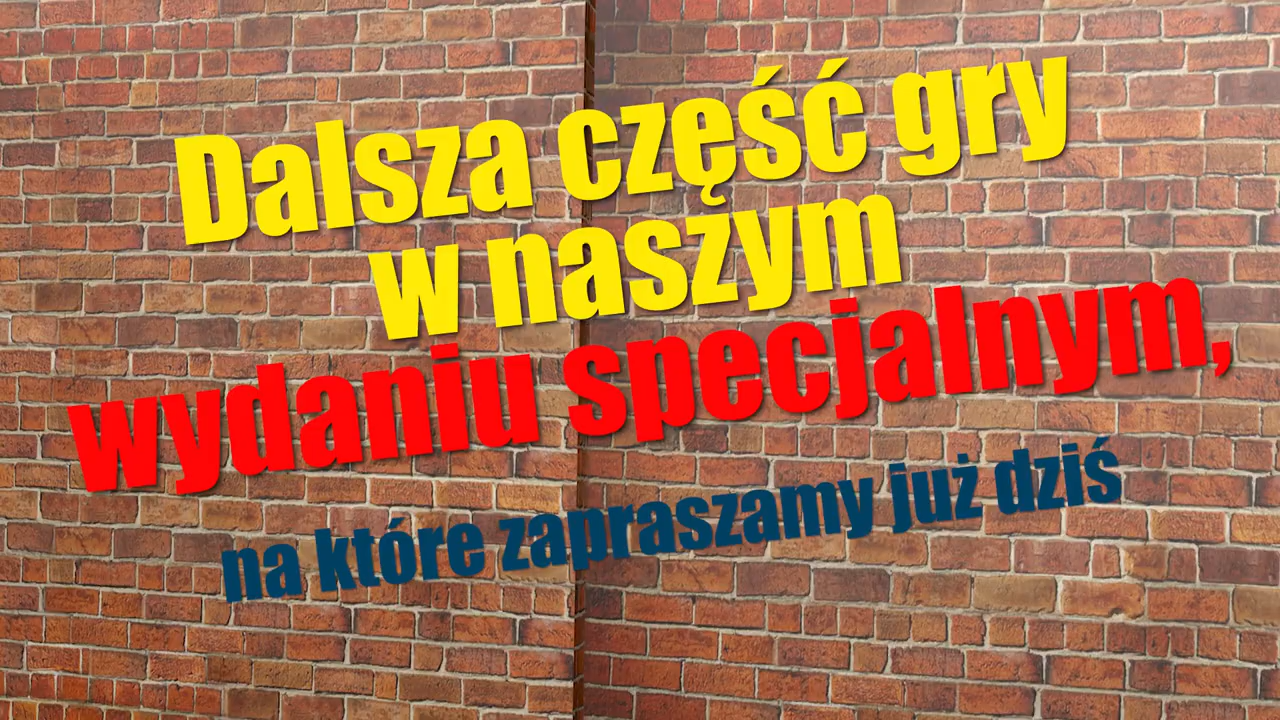 Dalsza część gry
w naszym
wydaniu specjalnym,
na które zapraszamy już dziś